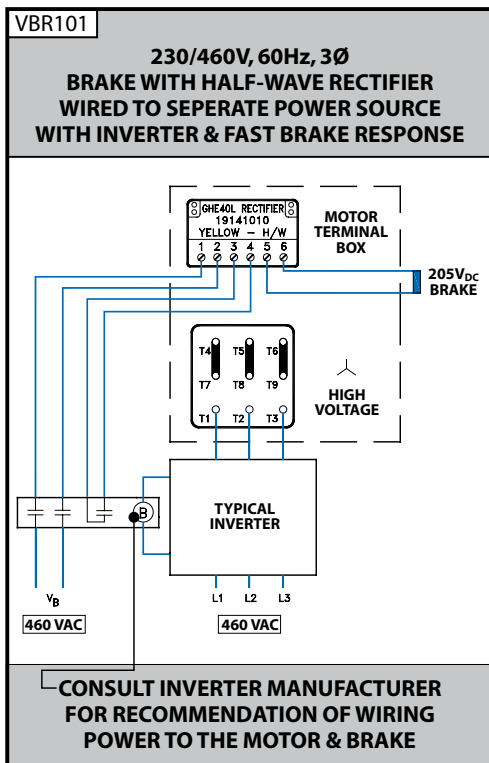 VBR101
230/460V, 60Hz, 3Ø
BRAKE WITH HALF-WAVE RECTIFIER
WIRED TO SEPERATE POWER SOURCE
WITH INVERTER & FAST BRAKE RESPONSE
GHE40L RECTIFIER
19141010
YELLOW - H/W
1 2 3 4 5 6
MOTOR
TERMINAL
BOX
205VDC
BRAKE
T4 T5 T6
T7 T8 T9
T1 T2 T3
HIGH
VOLTAGE
TYPICAL
INVERTER
B
VB
460 VAC
L1 L2 L3
460 VAC
CONSULT INVERTER MANUFACTURER
FOR RECOMMENDATION OF WIRING
POWER TO THE MOTOR & BRAKE